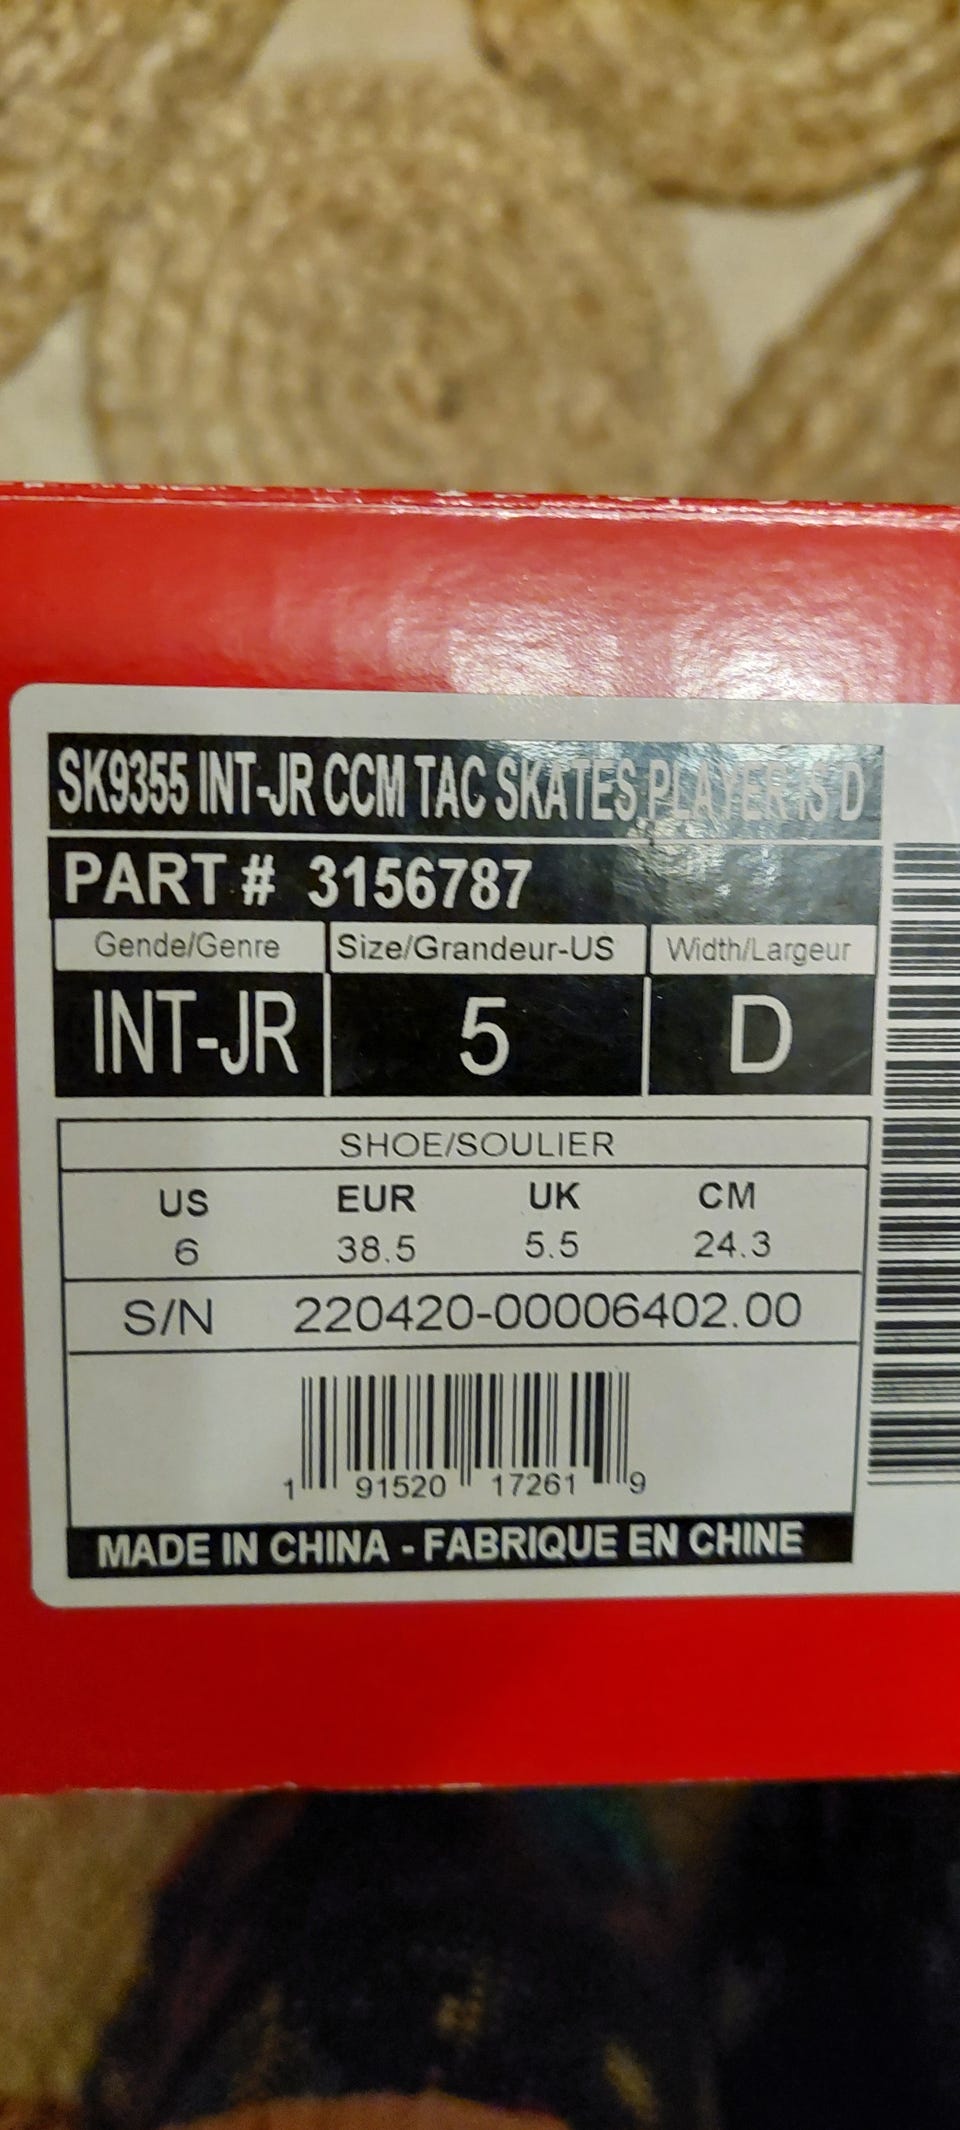 SK9355 INT-JR CCM TAC SKATES PLAYER IS D
PART # 3156787
Gende/Genre Size/Grandeur-US Width/Largeur
INT-JR 5 D
SHOE/SOULIER
US EUR UK CM
6 38.5 5.5 24.3
S/N 220420-00006402.00
1 91520 17261 9
MADE IN CHINA - FABRIQUE EN CHINE